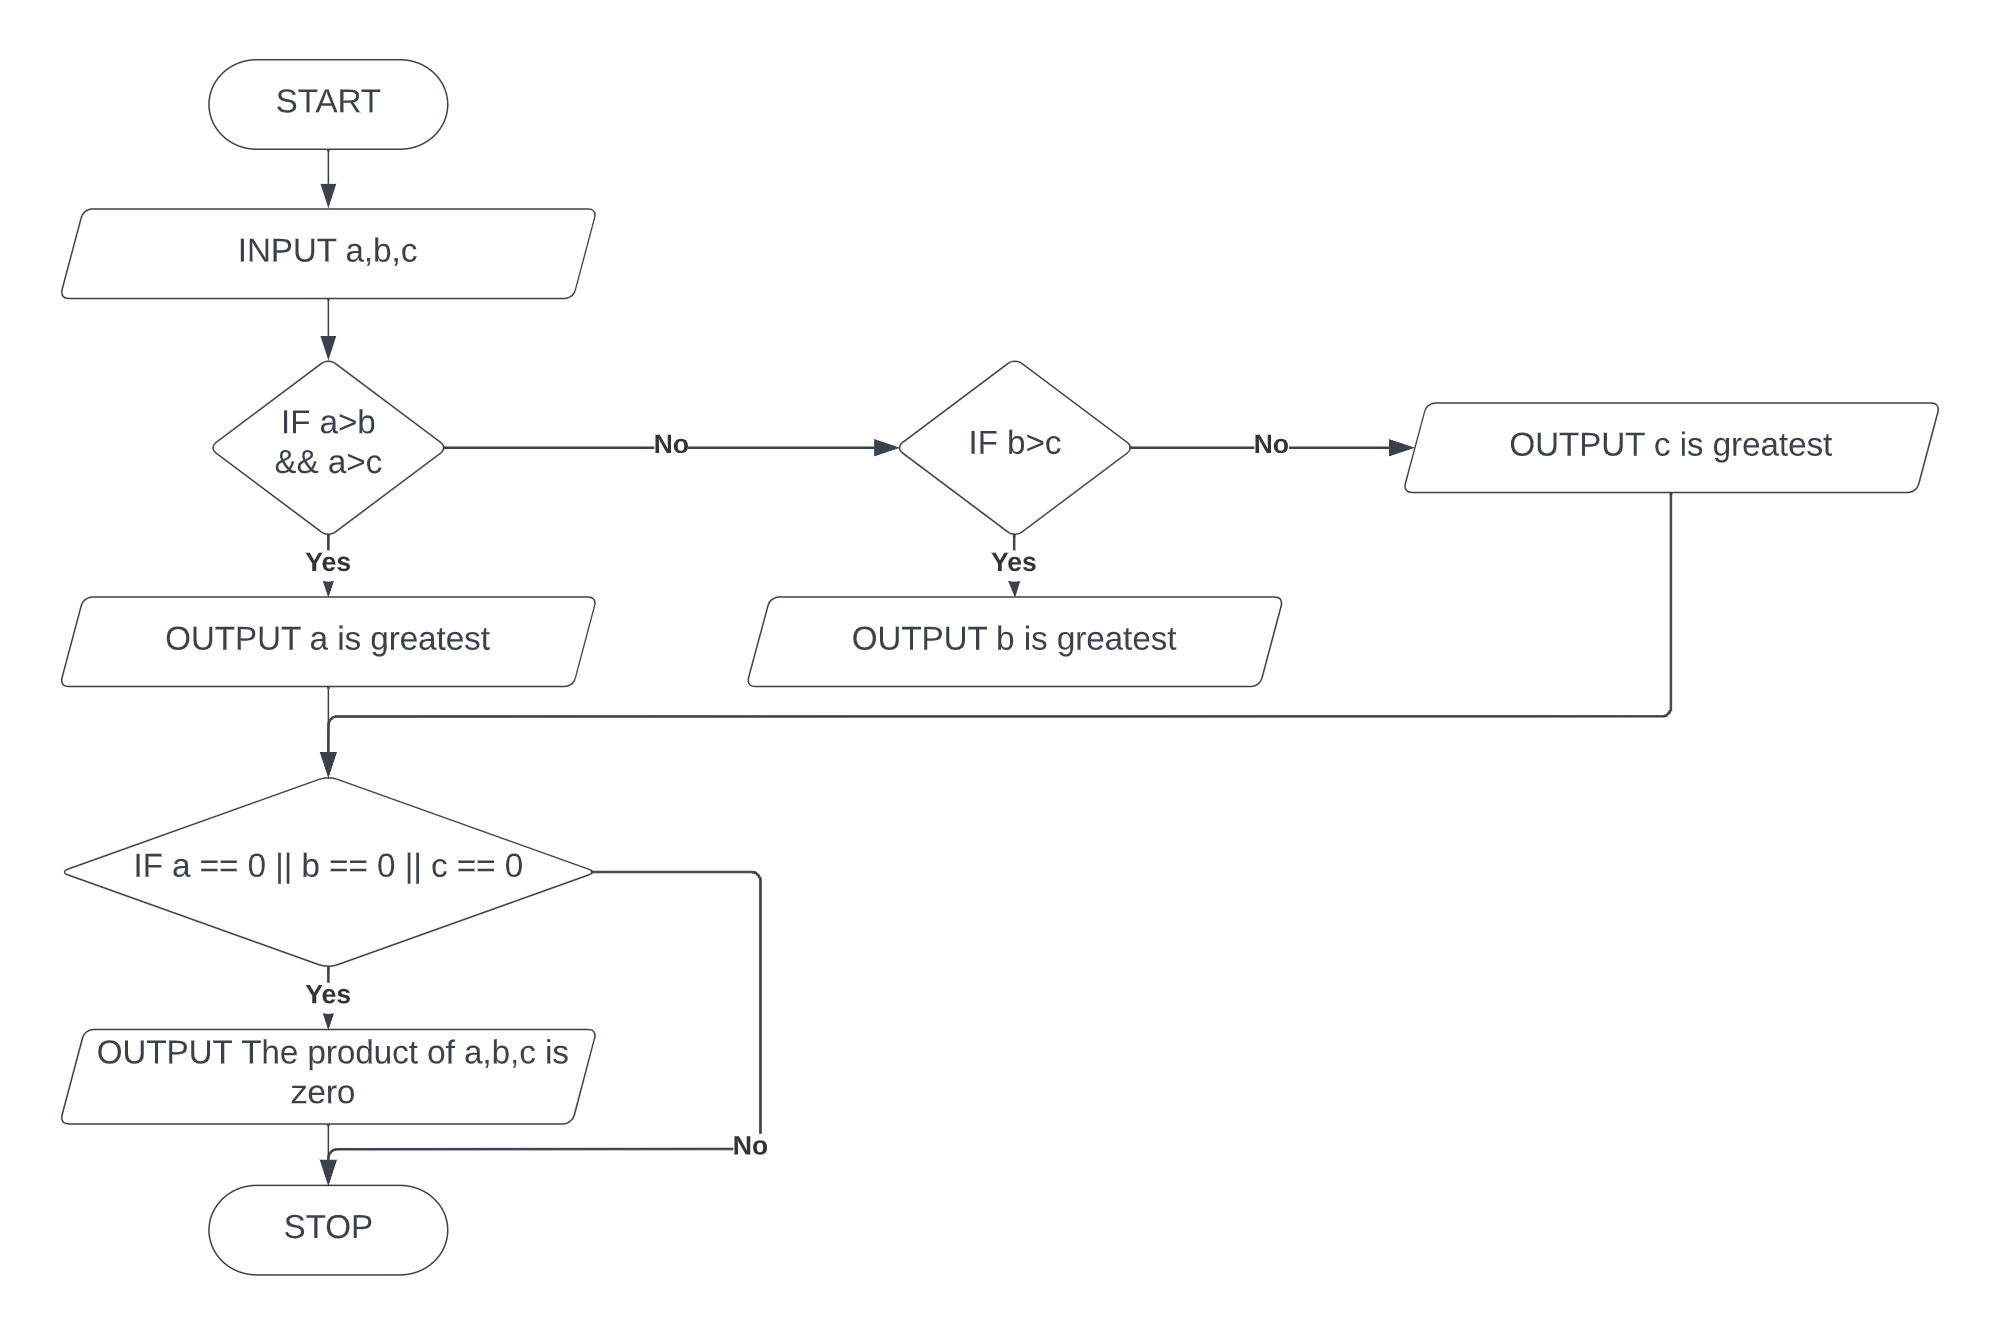 START
INPUT a,b,c
IF a>b
&& a>c
No
IF b>c
No
OUTPUT c is greatest
Yes
Yes
OUTPUT a is greatest
OUTPUT b is greatest
IF a == 0 || b == 0 || c == 0
Yes
OUTPUT The product of a,b,c is
zero
No
STOP